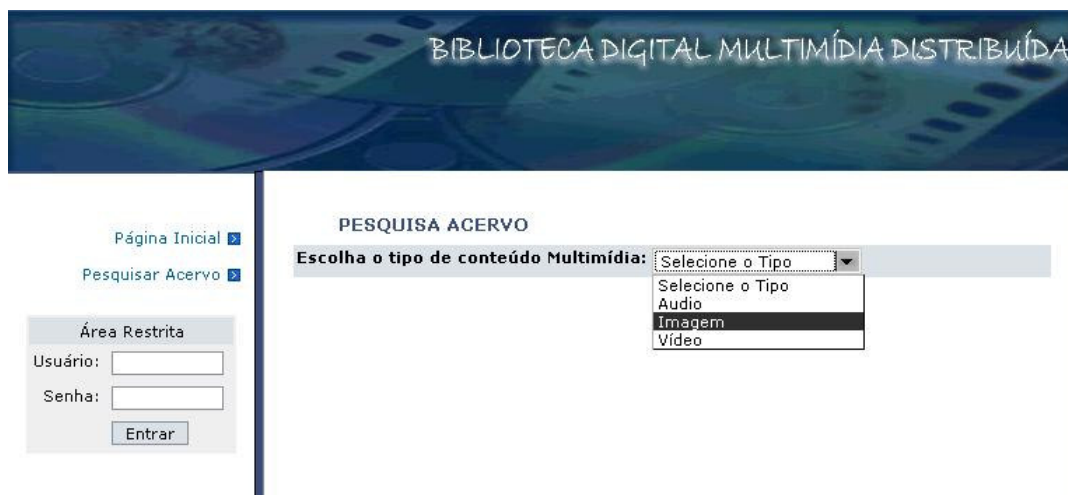 BIBLIOTECA DIGITAL MULTIMÍDIA DISTRIBUÍDA
Página Inicial
Pesquisar Acervo
Área Restrita
Usuário:
Senha:
Entrar
PESQUISA ACERVO
Escolha o tipo de conteúdo Multimídia: Selecione o Tipo
Selecione o Tipo
Audio
Imagem
Vídeo